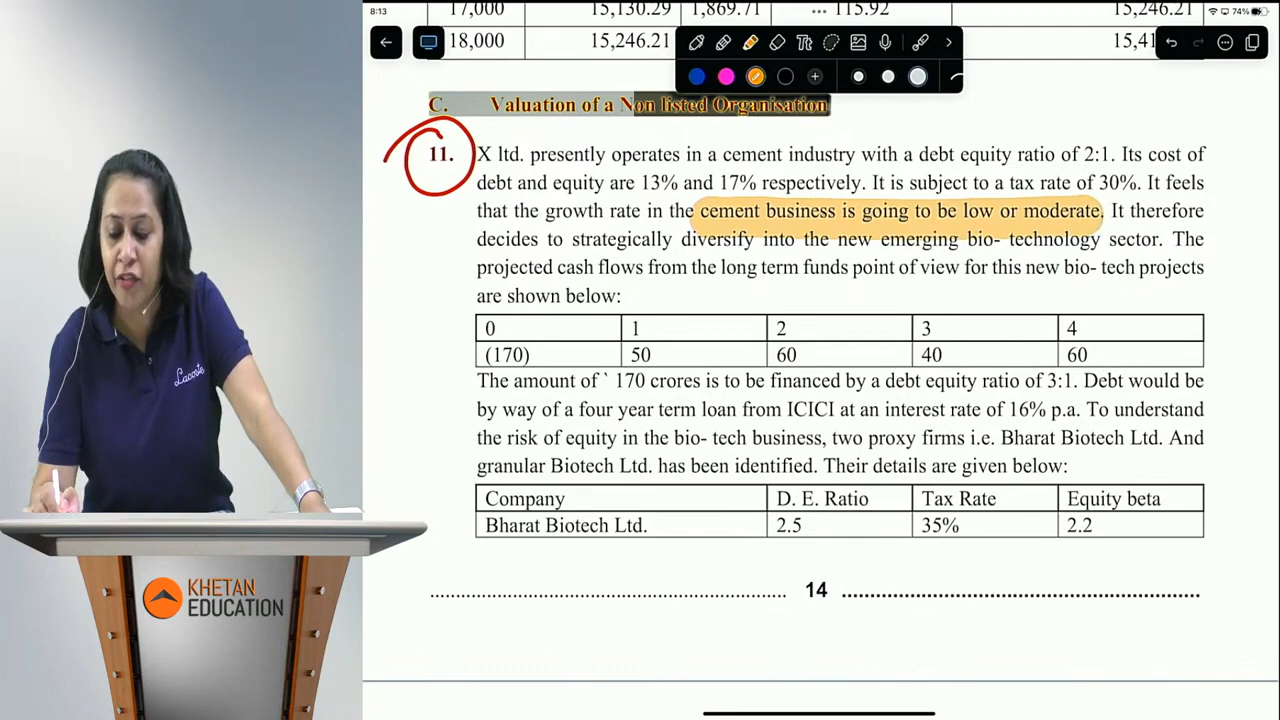 8:13
74%
17,000 15,130.29 1,869.71 115.92 15,246.21
18,000 15,246.21
C. Valuation of a Non listed Organisation
11. X ltd. presently operates in a cement industry with a debt equity ratio of 2:1. Its cost of
debt and equity are 13% and 17% respectively. It is subject to a tax rate of 30%. It feels
that the growth rate in the cement business is going to be low or moderate. It therefore
decides to strategically diversify into the new emerging bio- technology sector. The
projected cash flows from the long term funds point of view for this new bio- tech projects
are shown below:
0 1 2 3 4
(170) 50 60 40 60
The amount of ` 170 crores is to be financed by a debt equity ratio of 3:1. Debt would be
by way of a four year term loan from ICICI at an interest rate of 16% p.a. To understand
the risk of equity in the bio- tech business, two proxy firms i.e. Bharat Biotech Ltd. And
granular Biotech Ltd. has been identified. Their details are given below:
Company D. E. Ratio Tax Rate Equity beta
Bharat Biotech Ltd. 2.5 35% 2.2
14
Lacoste
KHETAN
EDUCATION